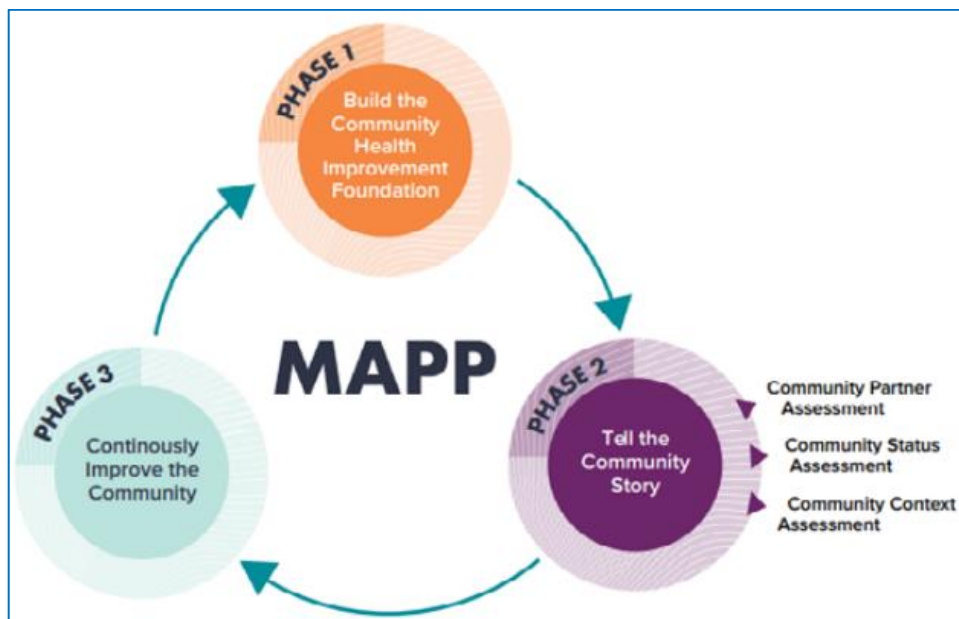 PHASE 1
Build the
Community
Health
Improvement
Foundation
MAPP
PHASE 2
Tell the
Community
Story
Community Partner
Assessment
Community Status
Assessment
Community Context
Assessment
PHASE 3
Continously
Improve the
Community